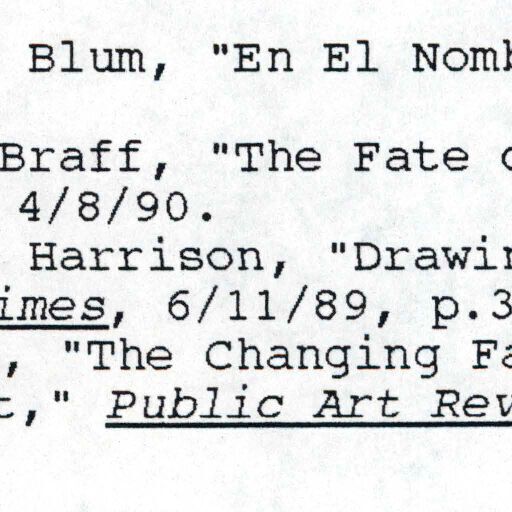 Blum, "En El Nomb
Braff, "The Fate
4/8/90.
Harrison, "Drawin
imes, 6/11/89, p.3
, "The Changing Fa
t," Public Art Rev